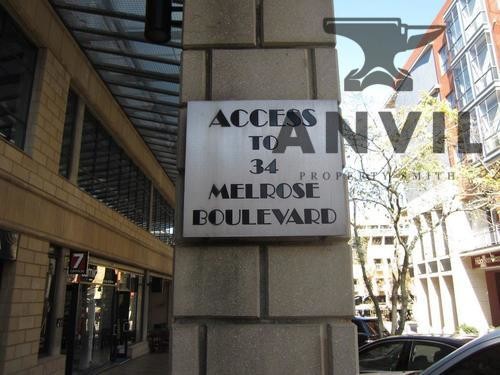 ACCESS
TO
34
MELROSE
BOULEVARD
ANVIL
PROPERTY SMITH
7